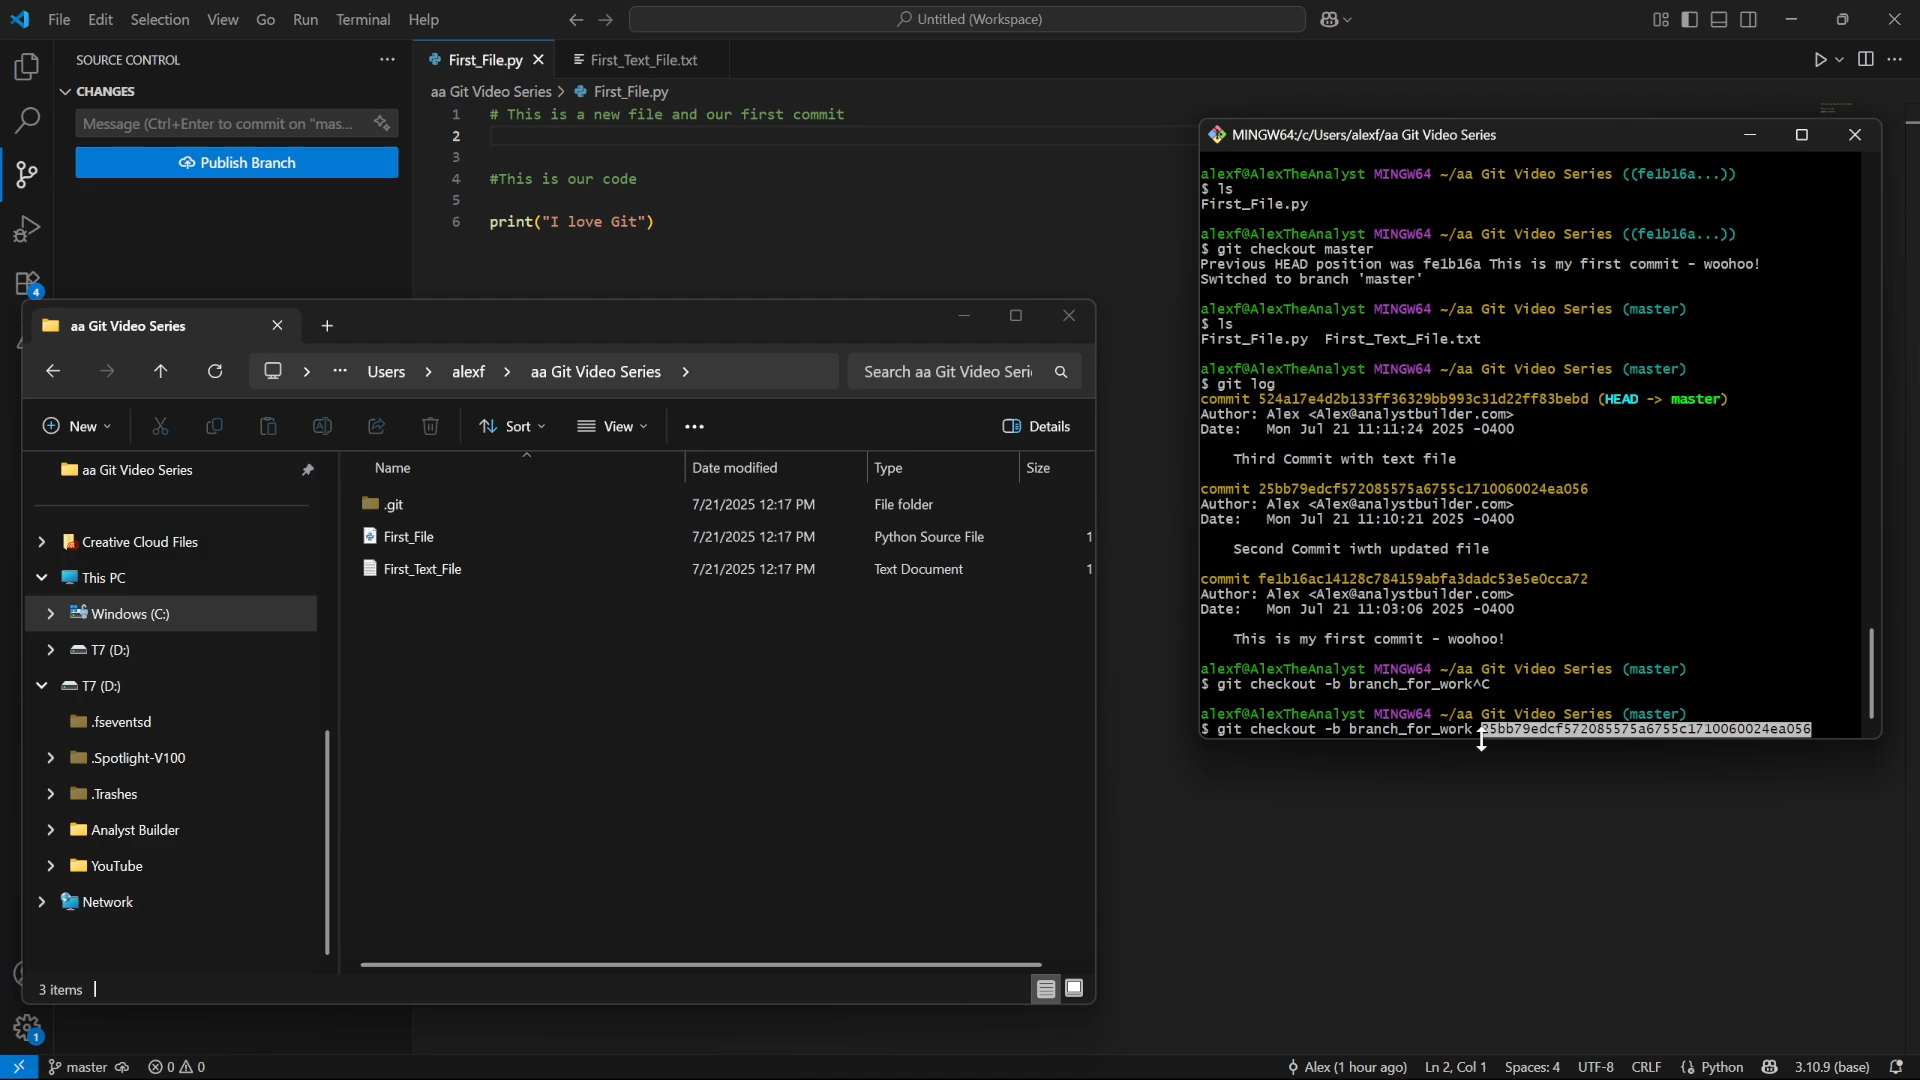 File Edit Selection View Go Run Terminal Help
Untitled (Workspace)
SOURCE CONTROL
CHANGES
Message (Ctrl+Enter to commit on "mas...
Publish Branch
4
First_File.py
First_Text_File.txt
aa Git Video Series > First_File.py
1 # This is a new file and our first commit
2
3
4 #This is our code
5
6 print("I love Git")
aa Git Video Series
Users > alexf > aa Git Video Series >
Search aa Git Video Seri
New
Sort
View
Details
aa Git Video Series
Creative Cloud Files
This PC
Windows (C:)
T7 (D:)
T7 (D:)
.fseventsd
.Spotlight-V100
.Trashes
Analyst Builder
YouTube
Network
Name Date modified Type Size
.git 7/21/2025 12:17 PM File folder
First_File 7/21/2025 12:17 PM Python Source File 1
First_Text_File 7/21/2025 12:17 PM Text Document 1
3 items
MINGW64:/c/Users/alexf/aa Git Video Series
alexf@AlexTheAnalyst MINGW64 ~/aa Git Video Series ((fe1b16a...))
$ ls
First_File.py
alexf@AlexTheAnalyst MINGW64 ~/aa Git Video Series ((fe1b16a...))
$ git checkout master
Previous HEAD position was fe1b16a This is my first commit - woohoo!
Switched to branch 'master'
alexf@AlexTheAnalyst MINGW64 ~/aa Git Video Series (master)
$ ls
First_File.py First_Text_File.txt
alexf@AlexTheAnalyst MINGW64 ~/aa Git Video Series (master)
$ git log
commit 524a17e4d2b133ff36329bb993c31d22ff83bebd (HEAD -> master)
Author: Alex <Alex@analystbuilder.com>
Date: Mon Jul 21 11:11:24 2025 -0400
Third Commit with text file
commit 25bb79edcf572085575a6755c1710060024ea056
Author: Alex <Alex@analystbuilder.com>
Date: Mon Jul 21 11:10:21 2025 -0400
Second Commit iwth updated file
commit fe1b16ac14128c784159abfa3dadc53e5e0cca72
Author: Alex <Alex@analystbuilder.com>
Date: Mon Jul 21 11:03:06 2025 -0400
This is my first commit - woohoo!
alexf@AlexTheAnalyst MINGW64 ~/aa Git Video Series (master)
$ git checkout -b branch_for_work^C
alexf@AlexTheAnalyst MINGW64 ~/aa Git Video Series (master)
$ git checkout -b branch_for_work 25bb79edcf572085575a6755c1710060024ea056
1
master 0 0
Alex (1 hour ago) Ln 2, Col 1 Spaces: 4 UTF-8 CRLF {} Python 3.10.9 (base)